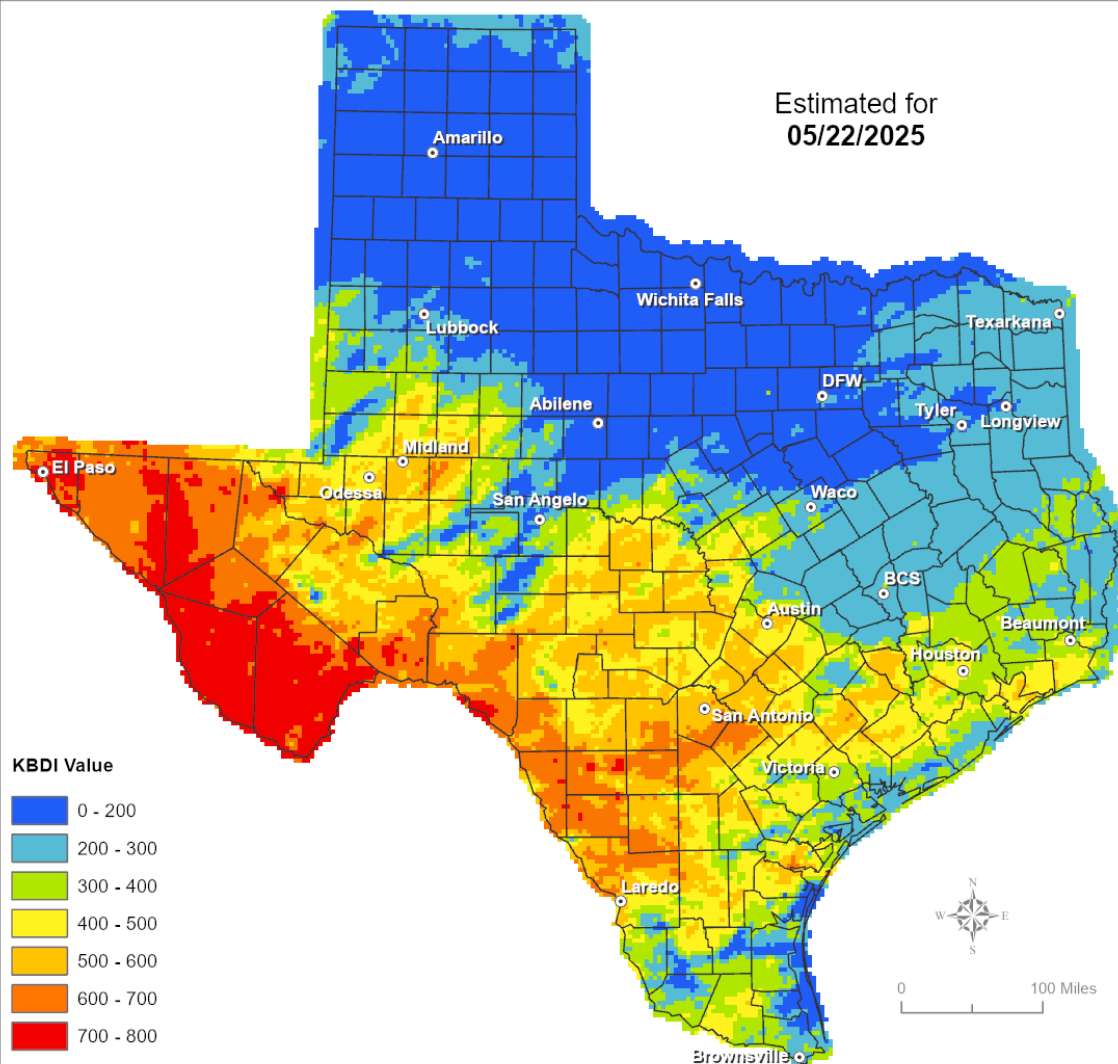 Estimated for
05/22/2025
Amarillo
Wichita Falls
Lubbock
Texarkana
DFW
Abilene
Tyler
Longview
Midland
El Paso
Odessa
San Angelo
Waco
BCS
Austin
Beaumont
Houston
San Antonio
Victoria
KBDI Value
0 - 200
200 - 300
300 - 400
400 - 500
500 - 600
600 - 700
700 - 800
Laredo
N
W E
S
0 100 Miles
Brownsville